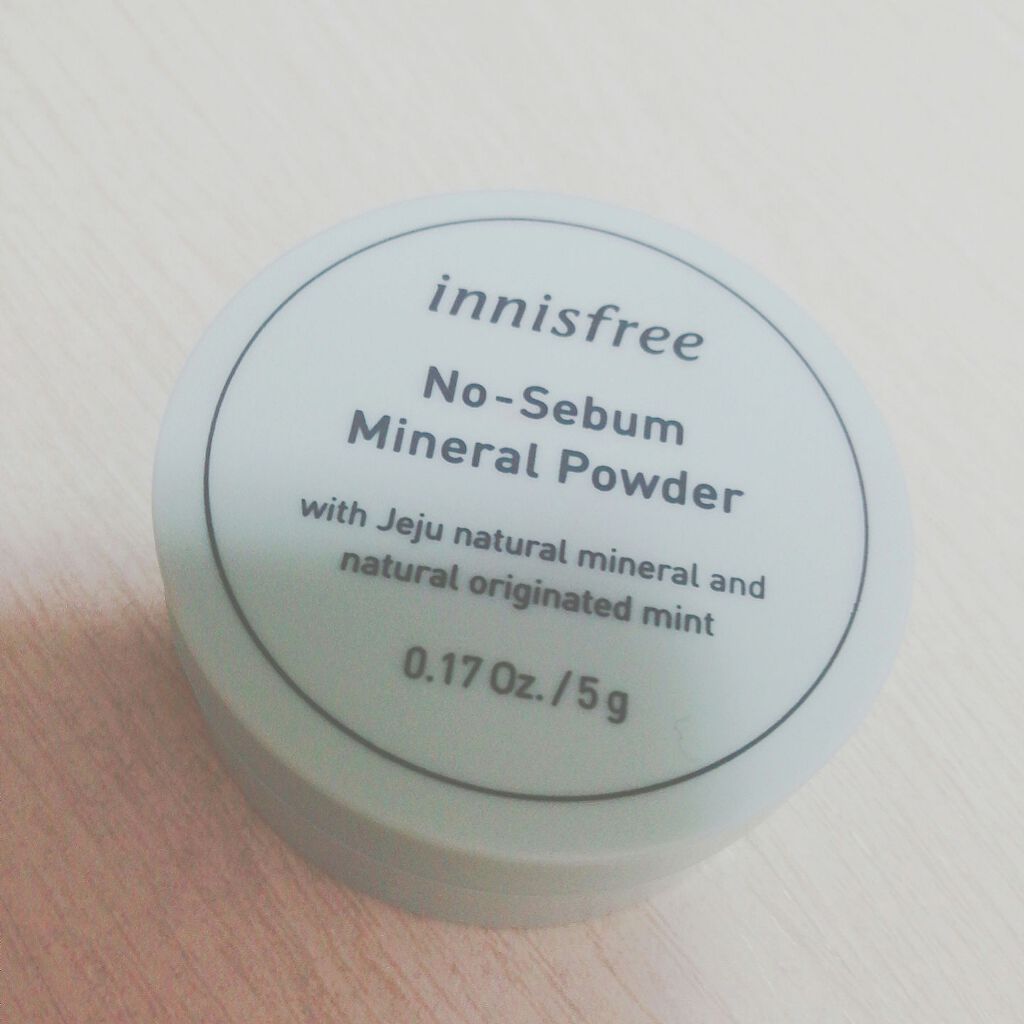 innisfree
No-Sebum
Mineral Powder
with Jeju natural mineral and
natural originated mint
0.17 Oz. / 5 g